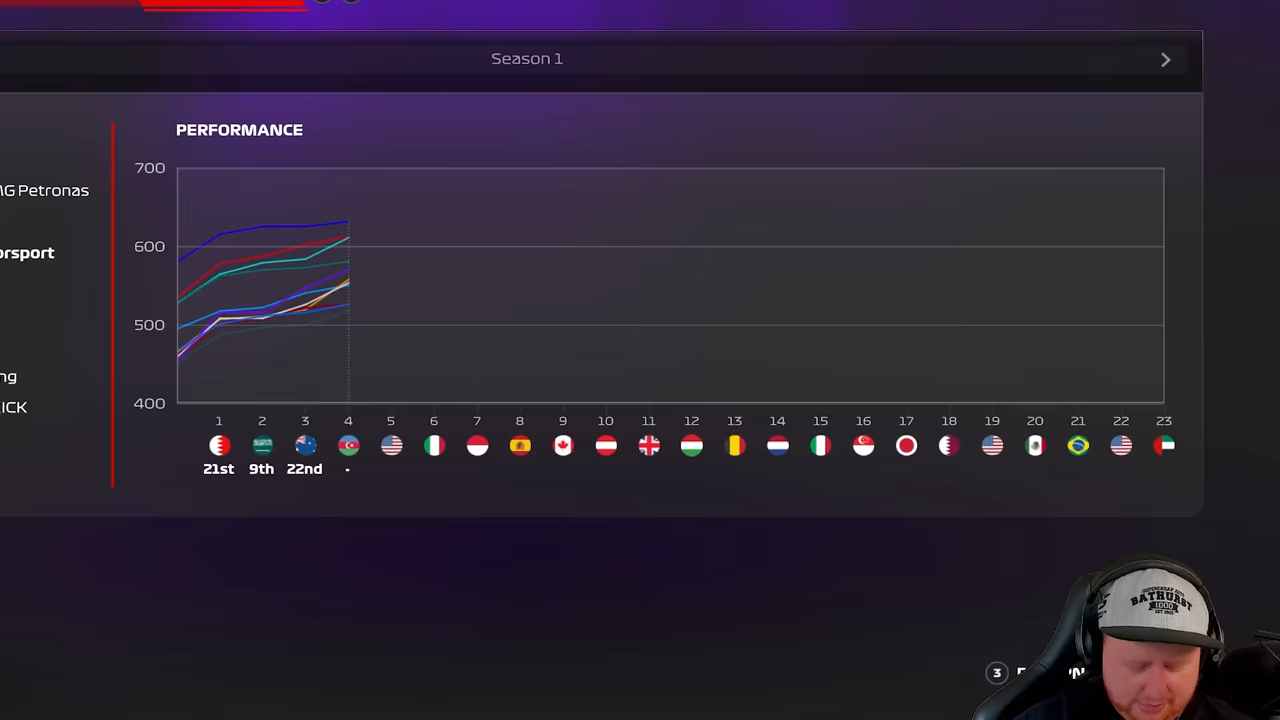 Season 1
PERFORMANCE
700
MG Petronas
600
orsport
500
ng
ICK
400
1 2 3 4 5 6 7 8 9 10 11 12 13 14 15 16 17 18 19 20 21 22 23
21st 9th 22nd -
BATHURST
1000
3